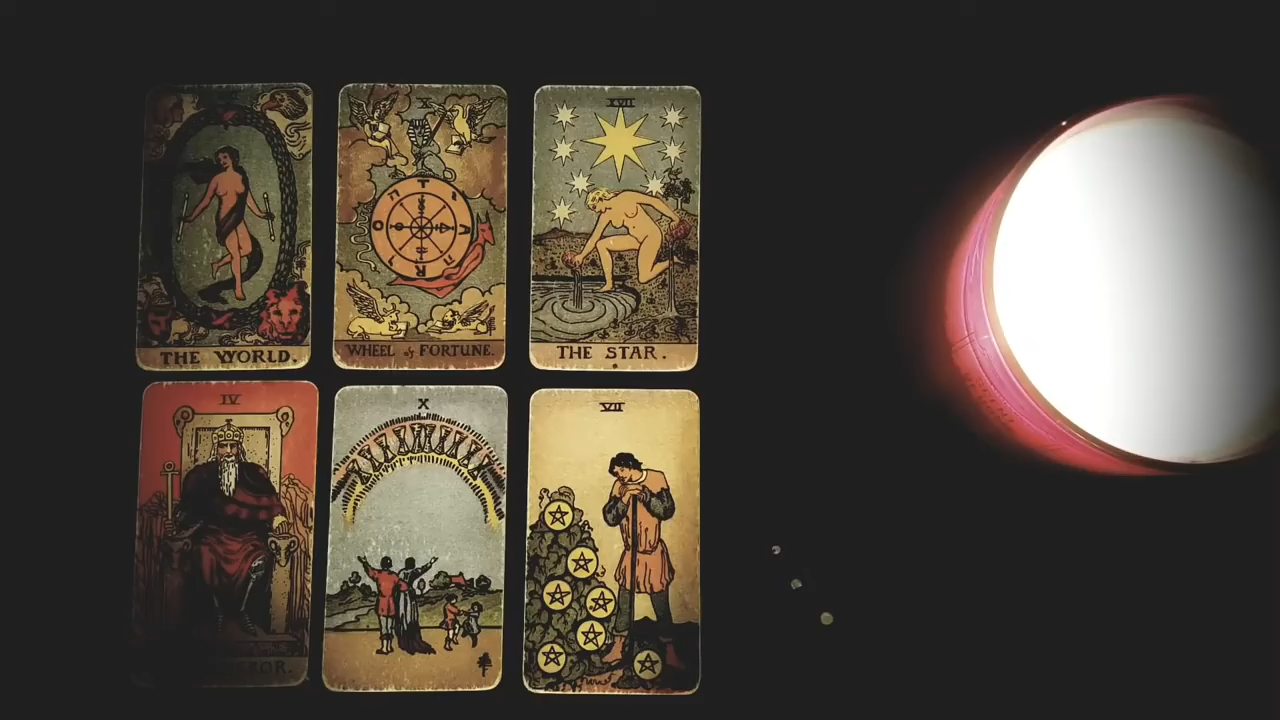 THE WORLD.
X
WHEEL of FORTUNE.
XVII
THE STAR.
IV
X
VII